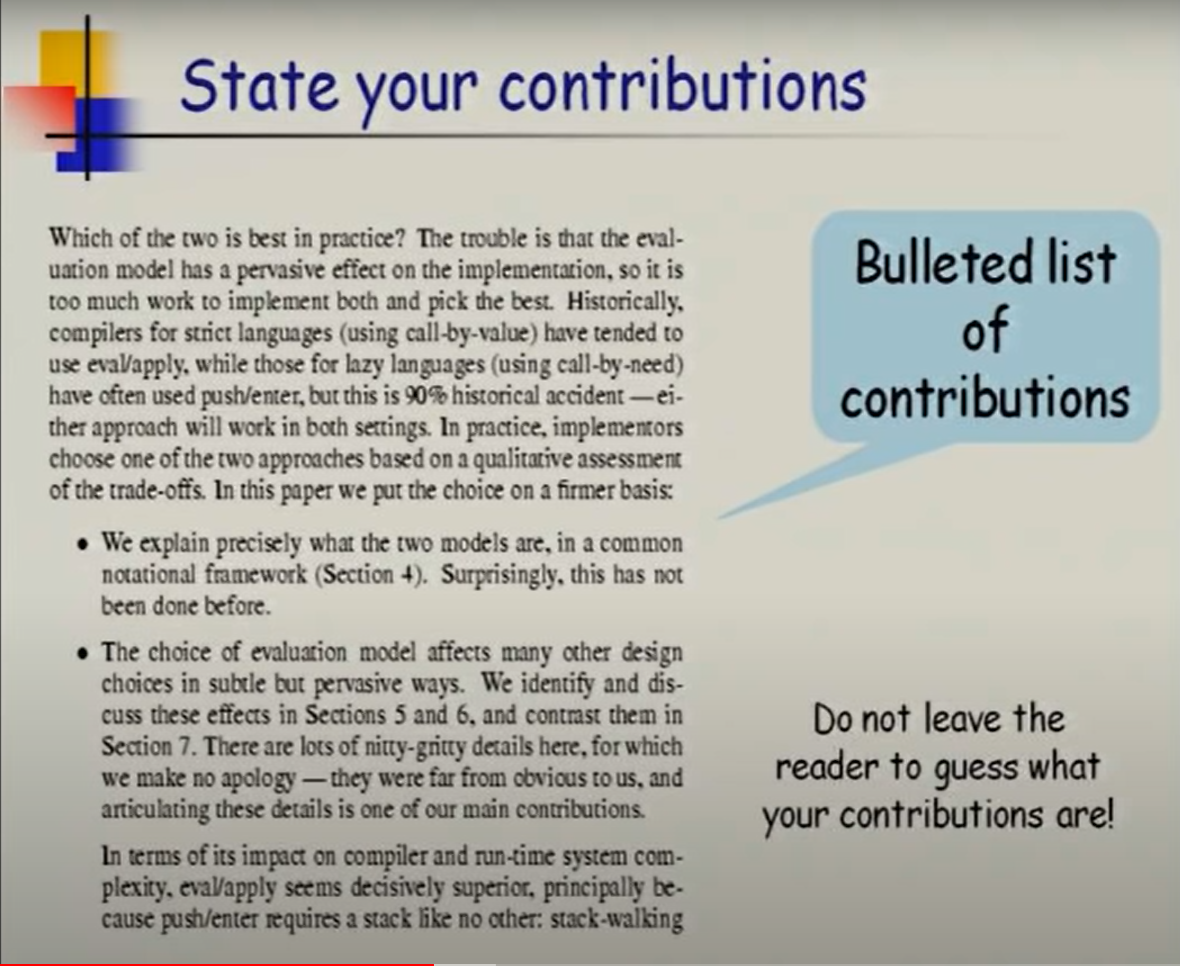 State your contributions
Which of the two is best in practice? The trouble is that the eval-
uation model has a pervasive effect on the implementation, so it is
too much work to implement both and pick the best. Historically,
compilers for strict languages (using call-by-value) have tended to
use eval/apply, while those for lazy languages (using call-by-need)
have often used push/enter, but this is 90% historical accident — ei-
ther approach will work in both settings. In practice, implementors
choose one of the two approaches based on a qualitative assessment
of the trade-offs. In this paper we put the choice on a firmer basis:
• We explain precisely what the two models are, in a common
notational framework (Section 4). Surprisingly, this has not
been done before.
• The choice of evaluation model affects many other design
choices in subtle but pervasive ways. We identify and dis-
cuss these effects in Sections 5 and 6, and contrast them in
Section 7. There are lots of nitty-gritty details here, for which
we make no apology — they were far from obvious to us, and
articulating these details is one of our main contributions.
In terms of its impact on compiler and run-time system com-
plexity, eval/apply seems decisively superior, principally be-
cause push/enter requires a stack like no other: stack-walking
Bulleted list
of
contributions
Do not leave the
reader to guess what
your contributions are!